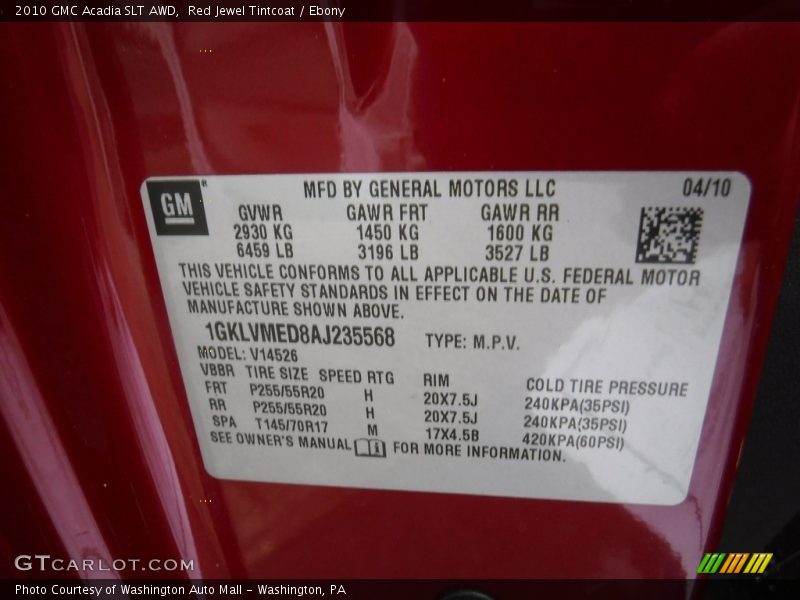 2010 GMC Acadia SLT AWD, Red Jewel Tintcoat / Ebony
GM ®
MFD BY GENERAL MOTORS LLC 04/10
GVWR GAWR FRT GAWR RR
2930 KG 1450 KG 1600 KG
6459 LB 3196 LB 3527 LB
THIS VEHICLE CONFORMS TO ALL APPLICABLE U.S. FEDERAL MOTOR
VEHICLE SAFETY STANDARDS IN EFFECT ON THE DATE OF
MANUFACTURE SHOWN ABOVE.
1GKLVMED8AJ235568 TYPE: M.P.V.
MODEL: V14526
VBBR TIRE SIZE SPEED RTG RIM COLD TIRE PRESSURE
FRT P255/55R20 H 20X7.5J 240KPA(35PSI)
RR P255/55R20 H 20X7.5J 240KPA(35PSI)
SPA T145/70R17 M 17X4.5B 420KPA(60PSI)
SEE OWNER'S MANUAL FOR MORE INFORMATION.
GTCARLOT.COM
Photo Courtesy of Washington Auto Mall - Washington, PA